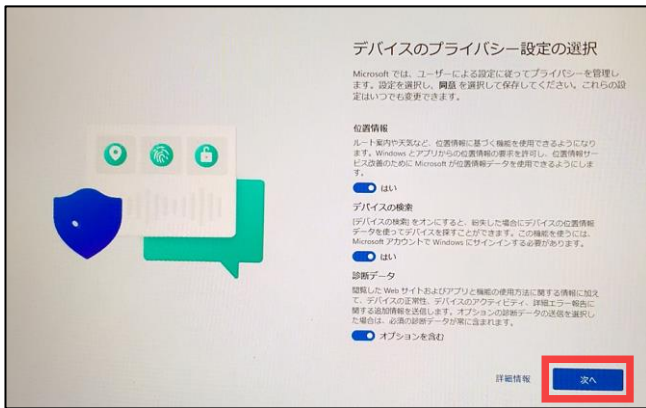 デバイスのプライバシー設定の選択
Microsoft では、ユーザーによる設定に従ってプライバシーを管理し
ます。設定を選択し、同意 を選択して保存してください。これらの設
定はいつでも変更できます。
位置情報
ルート案内や天気など、位置情報に基づく機能を使用できるようになり
ます。Windows とアプリからの位置情報の要求を許可し、位置情報サー
ビス改善のために Microsoft が位置情報データを使用できるようにしま
す。
はい
デバイスの検索
[デバイスの検索] をオンにすると、紛失した場合にデバイスの位置情報
データを使ってデバイスを探すことができます。この機能を使うには、
Microsoft アカウントで Windows にサインインする必要があります。
はい
診断データ
閲覧した Web サイトおよびアプリと機能の使用方法に関する情報に加え
て、デバイスの正常性、デバイスのアクティビティ、詳細エラー報告に
関する追加情報を送信します。オプションの診断データの送信を選択し
た場合は、必須の診断データが常に含まれます。
オプションを含む
詳細情報
次へ